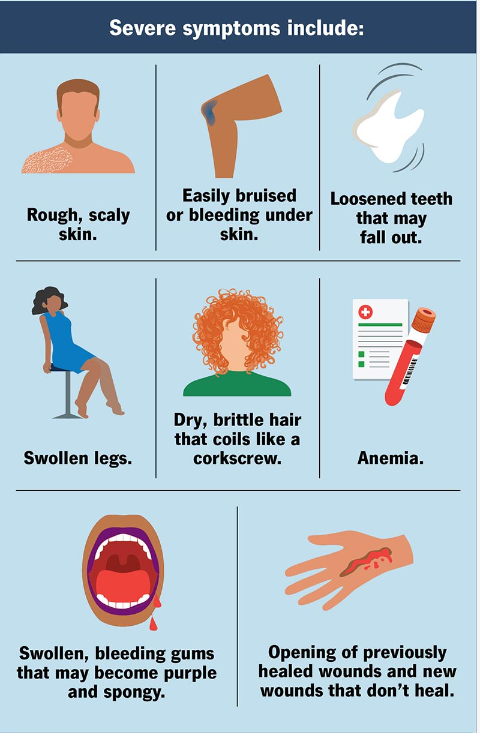 Severe symptoms include:
Rough, scaly
skin.
Easily bruised
or bleeding under
skin.
Loosened teeth
that may
fall out.
Swollen legs.
Dry, brittle hair
that coils like a
corkscrew.
Anemia.
Swollen, bleeding gums
that may become purple
and spongy.
Opening of previously
healed wounds and new
wounds that don’t heal.